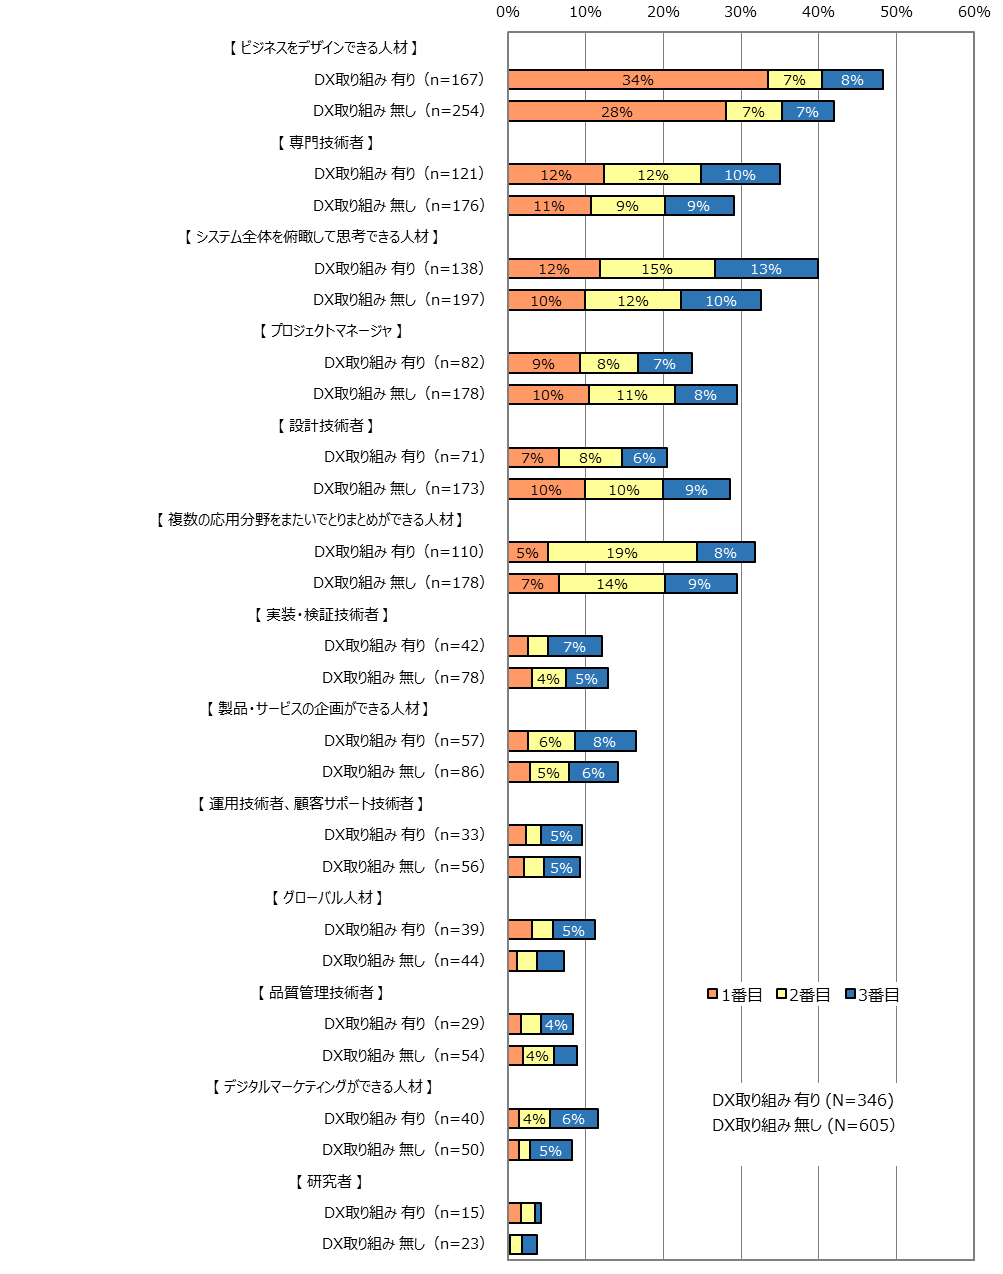 0% 10% 20% 30% 40% 50% 60%
【 ビジネスをデザインできる人材 】
DX取り組み 有り（n=167） 34% 7% 8%
DX取り組み 無し（n=254） 28% 7% 7%
【 専門技術者 】
DX取り組み 有り（n=121） 12% 12% 10%
DX取り組み 無し（n=176） 11% 9% 9%
【 システム全体を俯瞰して思考できる人材 】
DX取り組み 有り（n=138） 12% 15% 13%
DX取り組み 無し（n=197） 10% 12% 10%
【 プロジェクトマネージャ 】
DX取り組み 有り（n=82） 9% 8% 7%
DX取り組み 無し（n=178） 10% 11% 8%
【 設計技術者 】
DX取り組み 有り（n=71） 7% 8% 6%
DX取り組み 無し（n=173） 10% 10% 9%
【 複数の応用分野をまたいでとりまとめができる人材 】
DX取り組み 有り（n=110） 5% 19% 8%
DX取り組み 無し（n=178） 7% 14% 9%
【 実装・検証技術者 】
DX取り組み 有り（n=42） 7%
DX取り組み 無し（n=78） 4% 5%
【 製品・サービスの企画ができる人材 】
DX取り組み 有り（n=57） 6% 8%
DX取り組み 無し（n=86） 5% 6%
【 運用技術者、顧客サポート技術者 】
DX取り組み 有り（n=33） 5%
DX取り組み 無し（n=56） 5%
【 グローバル人材 】
DX取り組み 有り（n=39） 5%
DX取り組み 無し（n=44）
【 品質管理技術者 】
1番目 2番目 3番目
DX取り組み 有り（n=29） 4%
DX取り組み 無し（n=54） 4%
【 デジタルマーケティングができる人材 】
DX取り組み 有り（n=40） 4% 6%
DX取り組み 無し（n=50） 5%
DX取り組み 有り (N=346)
DX取り組み 無し (N=605）
【 研究者 】
DX取り組み 有り（n=15）
DX取り組み 無し（n=23）